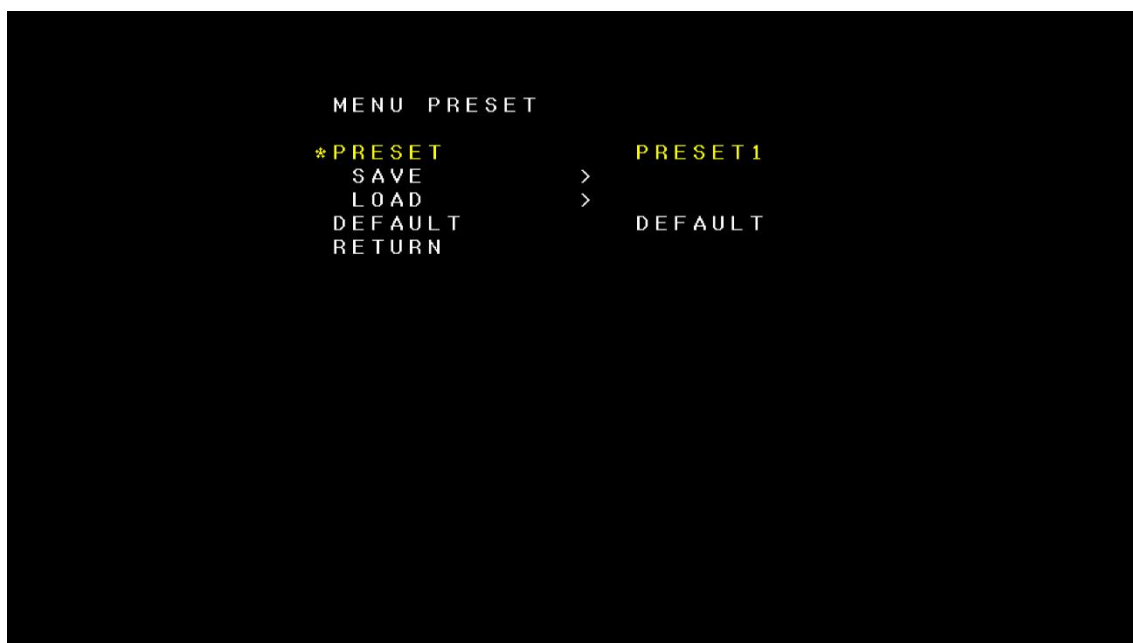 MENU PRESET
*PRESET PRESET1
SAVE >
LOAD >
DEFAULT DEFAULT
RETURN